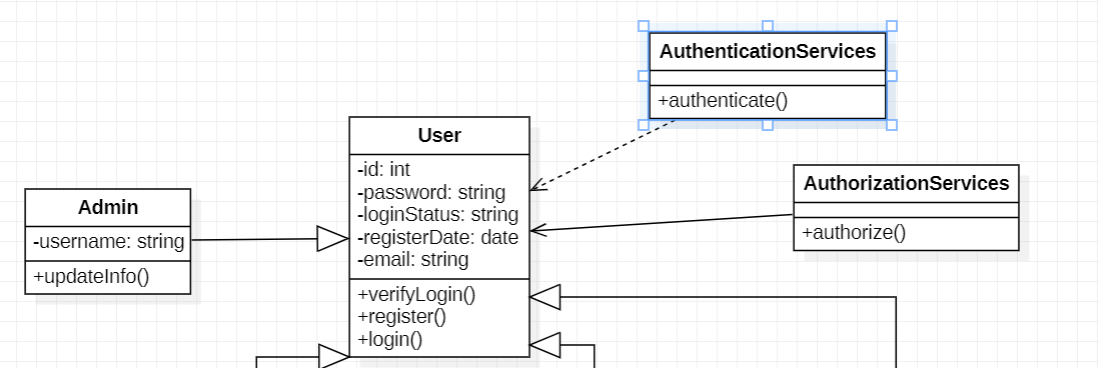 AuthenticationServices
+authenticate()
User
-id: int
-password: string
-loginStatus: string
-registerDate: date
-email: string
+verifyLogin()
+register()
+login()
AuthorizationServices
+authorize()
Admin
-username: string
+updateInfo()